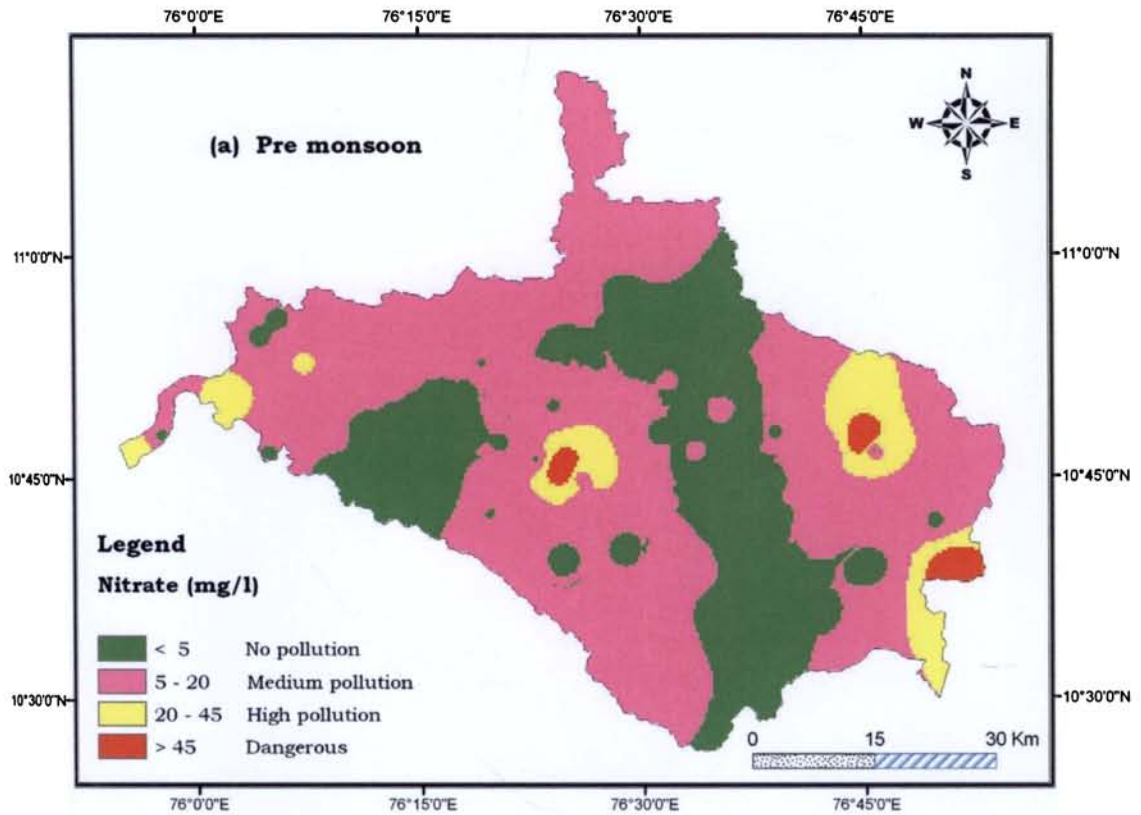 76°0'0"E 76°15'0"E 76°30'0"E 76°45'0"E
N
W E
S
(a) Pre monsoon
11°0'0"N 11°0'0"N
10°45'0"N 10°45'0"N
Legend
Nitrate (mg/l)
< 5 No pollution
5 - 20 Medium pollution
20 - 45 High pollution
> 45 Dangerous
10°30'0"N 10°30'0"N
0 15 30 Km
76°0'0"E 76°15'0"E 76°30'0"E 76°45'0"E